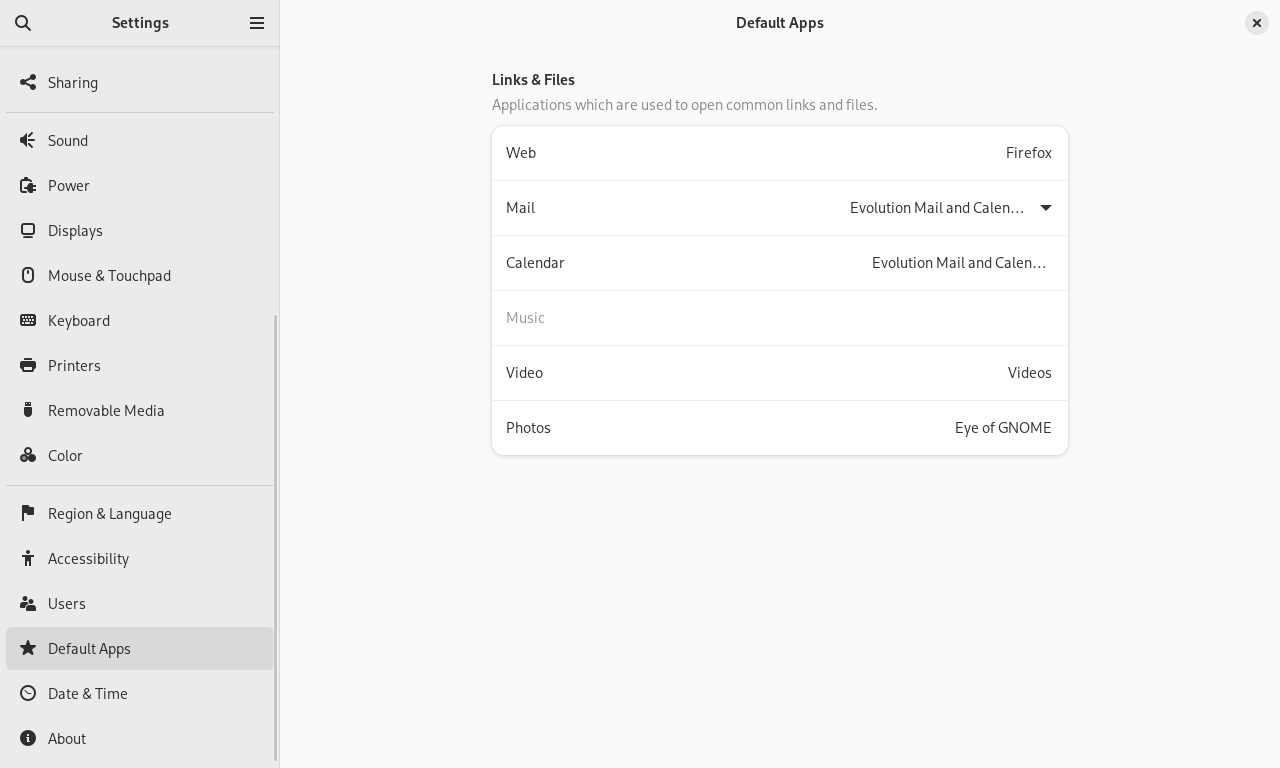 Settings
Default Apps
Sharing
Sound
Power
Displays
Mouse & Touchpad
Keyboard
Printers
Removable Media
Color
Region & Language
Accessibility
Users
Default Apps
Date & Time
About
Links & Files
Applications which are used to open common links and files.
Web Firefox
Mail Evolution Mail and Calen…
Calendar Evolution Mail and Calen…
Music
Video Videos
Photos Eye of GNOME